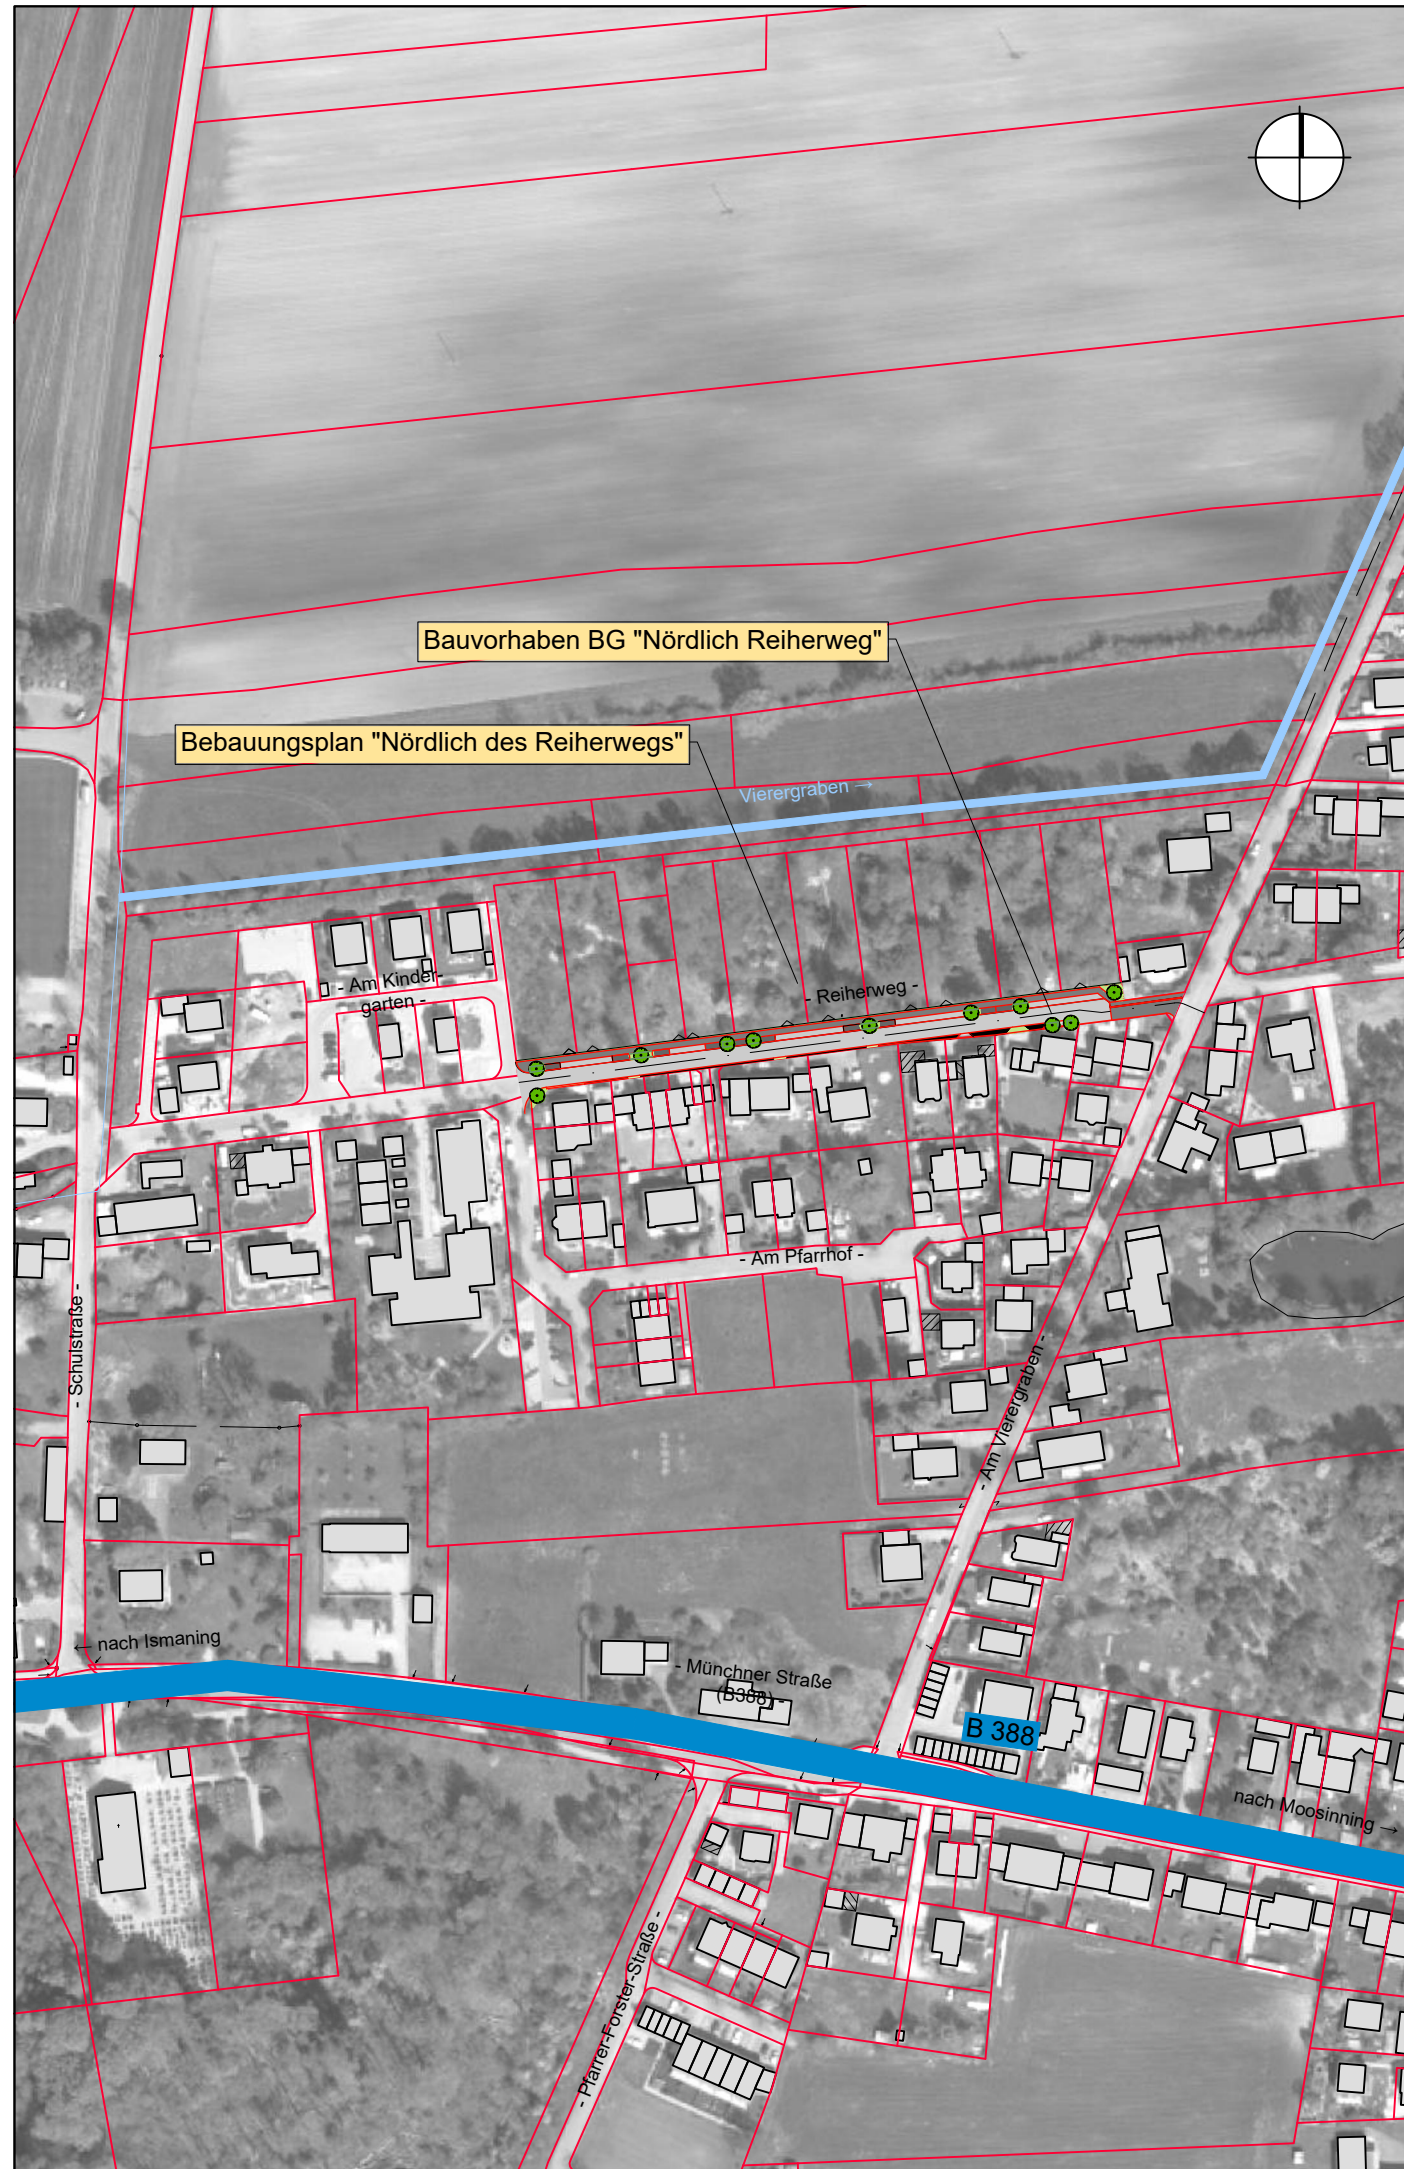 Bauvorhaben BG "Nördlich Reiherweg"
Bebauungsplan "Nördlich des Reiherwegs"
Vierergraben →
- Am Kinder-
garten -
- Reiherweg -
- Am Pfarrhof -
- Schulstraße -
- Am Vierergraben -
← nach Ismaning
- Münchner Straße
(B388) -
B 388
nach Moosinning →
- Pfarrer-Forster-Straße -